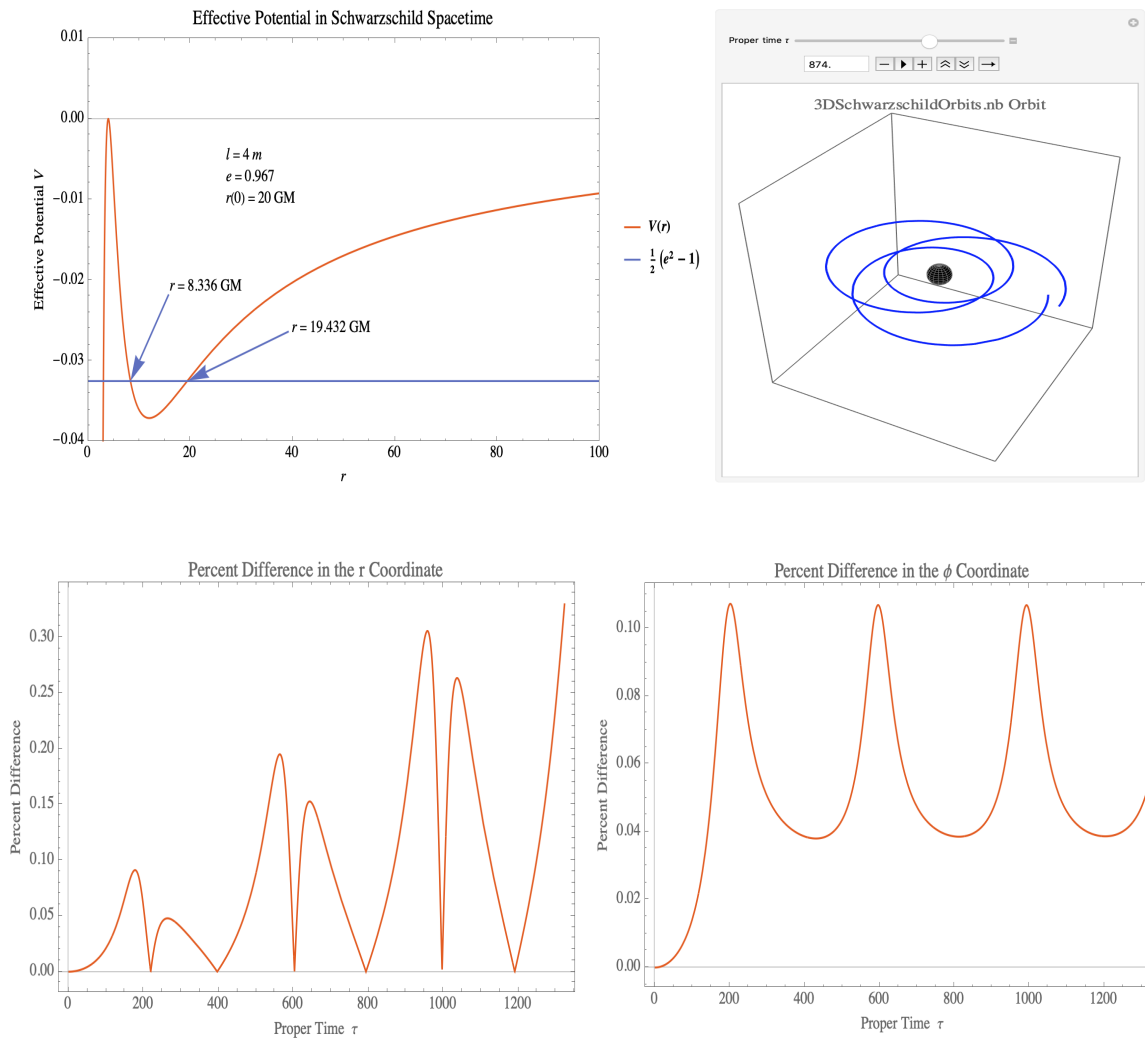 Effective Potential in Schwarzschild Spacetime
0.01
0.00
-0.01
-0.02
-0.03
-0.04
Effective Potential V
l = 4 m
e = 0.967
r(0) = 20 GM
r = 8.336 GM
r = 19.432 GM
0 20 40 60 80 100
r
V(r)
½ (e² − 1)
Proper time τ
874.
3DSchwarzschildOrbits.nb Orbit
Percent Difference in the r Coordinate
0.30
0.25
0.20
0.15
0.10
0.05
0.00
Percent Difference
0 200 400 600 800 1000 1200
Proper Time τ
Percent Difference in the ϕ Coordinate
0.10
0.08
0.06
0.04
0.02
0.00
Percent Difference
0 200 400 600 800 1000 1200
Proper Time τ